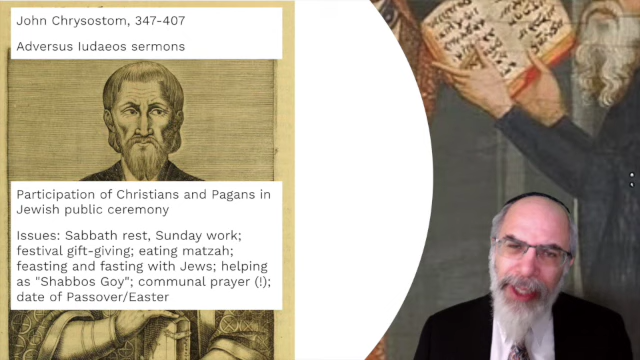 John Chrysostom, 347-407
Adversus Iudaeos sermons
Participation of Christians and Pagans in
Jewish public ceremony
Issues: Sabbath rest, Sunday work;
festival gift-giving; eating matzah;
feasting and fasting with Jews; helping
as "Shabbos Goy"; communal prayer (!);
date of Passover/Easter